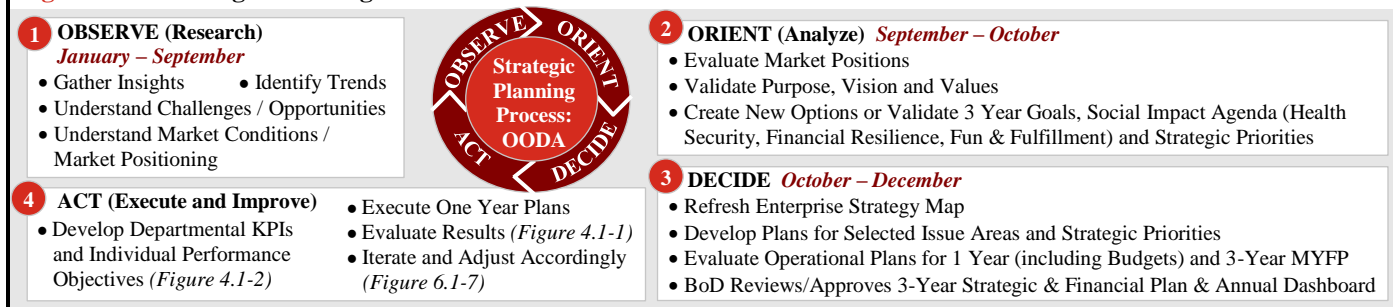 1 OBSERVE (Research)
January – September
• Gather Insights • Identify Trends
• Understand Challenges / Opportunities
• Understand Market Conditions /
Market Positioning
OBSERVE ORIENT
DECIDE
ACT
Strategic
Planning
Process:
OODA
2 ORIENT (Analyze) September – October
• Evaluate Market Positions
• Validate Purpose, Vision and Values
• Create New Options or Validate 3 Year Goals, Social Impact Agenda (Health
Security, Financial Resilience, Fun & Fulfillment) and Strategic Priorities
3 DECIDE October – December
• Refresh Enterprise Strategy Map
• Develop Plans for Selected Issue Areas and Strategic Priorities
• Evaluate Operational Plans for 1 Year (including Budgets) and 3-Year MYFP
• BoD Reviews/Approves 3-Year Strategic & Financial Plan & Annual Dashboard
4 ACT (Execute and Improve)
• Develop Departmental KPIs
and Individual Performance
Objectives (Figure 4.1-2)
• Execute One Year Plans
• Evaluate Results (Figure 4.1-1)
• Iterate and Adjust Accordingly
(Figure 6.1-7)